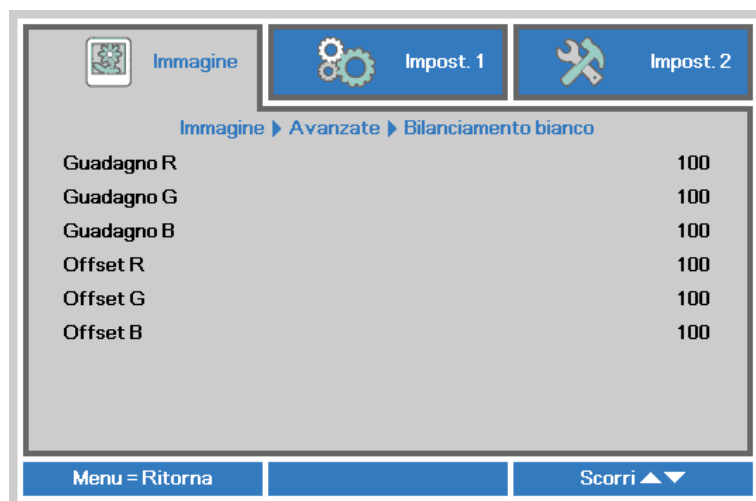 Immagine Impost. 1 Impost. 2
Immagine Avanzate Bilanciamento bianco
Guadagno R 100
Guadagno G 100
Guadagno B 100
Offset R 100
Offset G 100
Offset B 100
Menu = Ritorna Scorri